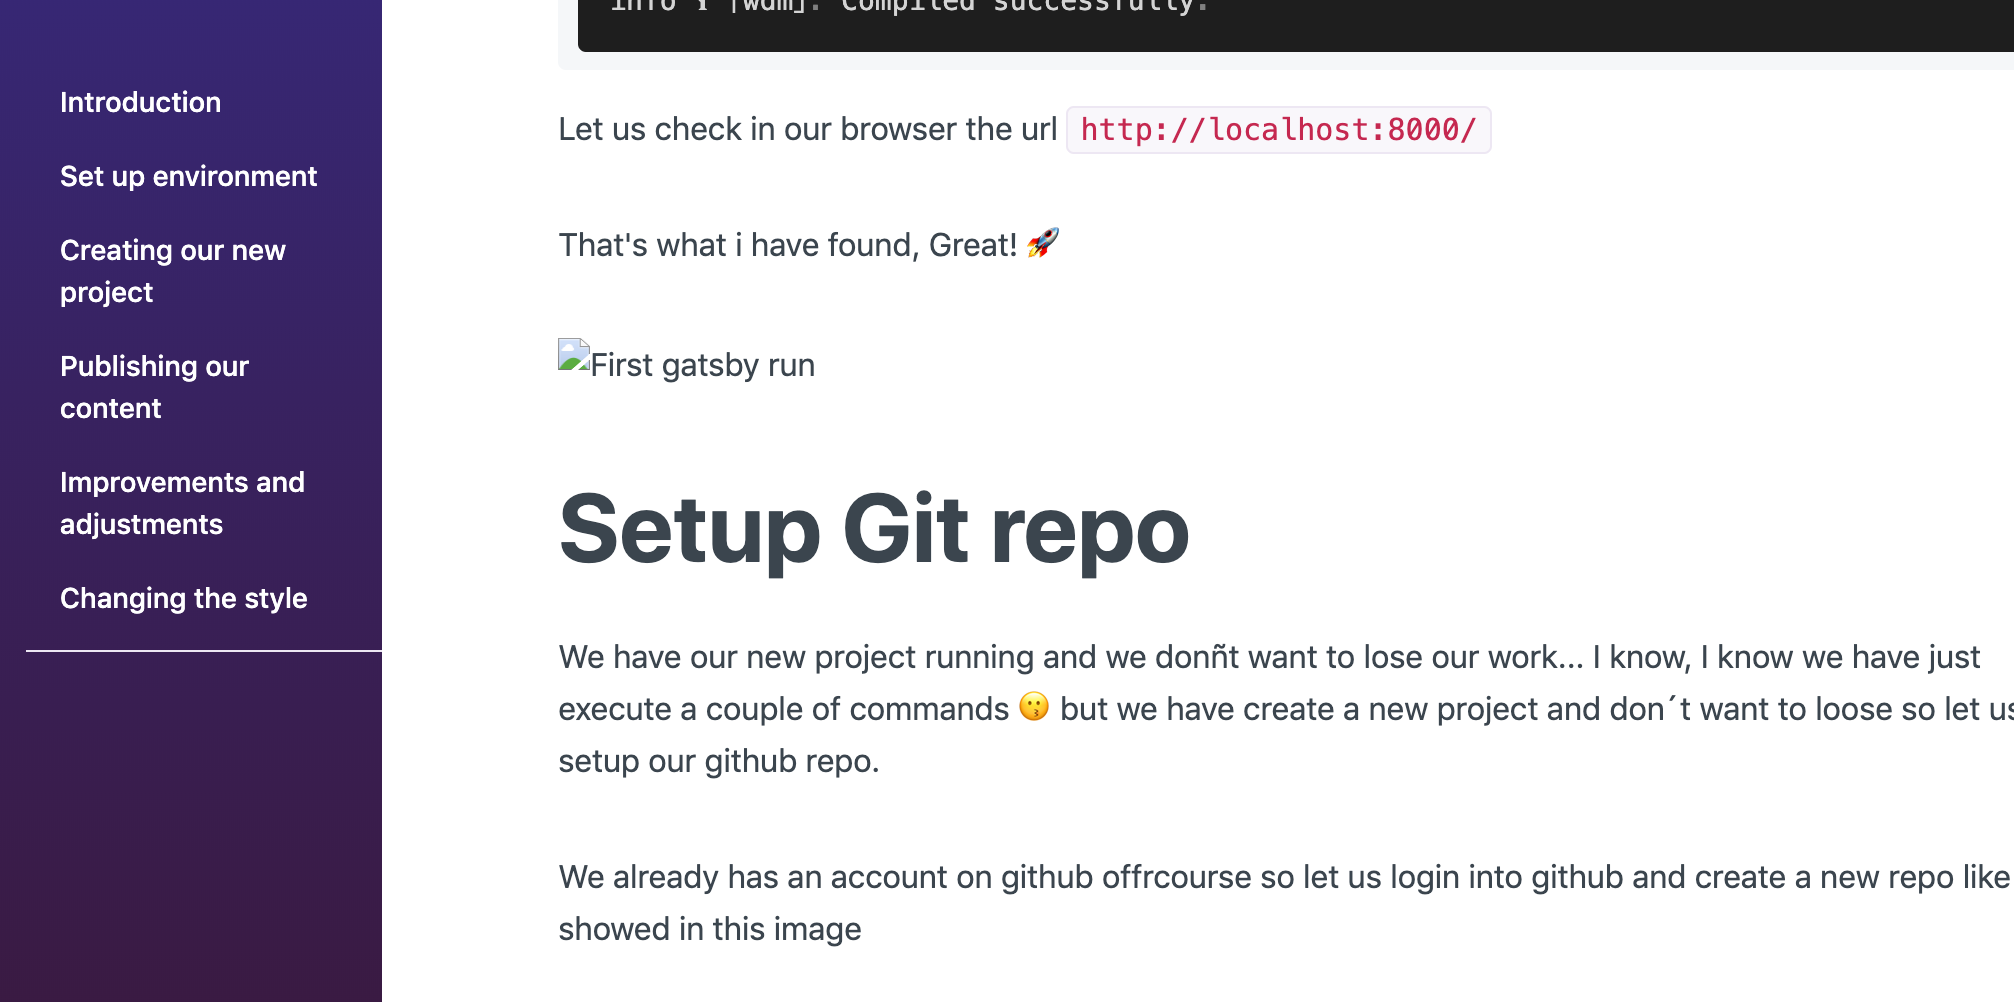 Introduction
Set up environment
Creating our new
project
Publishing our
content
Improvements and
adjustments
Changing the style
info ℹ ｢wdm｣: Compiled successfully.
Let us check in our browser the url http://localhost:8000/
That's what i have found, Great! 🚀
First gatsby run
Setup Git repo
We have our new project running and we donñt want to lose our work... I know, I know we have just
execute a couple of commands 😗 but we have create a new project and don´t want to loose so let us
setup our github repo.
We already has an account on github offrcourse so let us login into github and create a new repo like
showed in this image